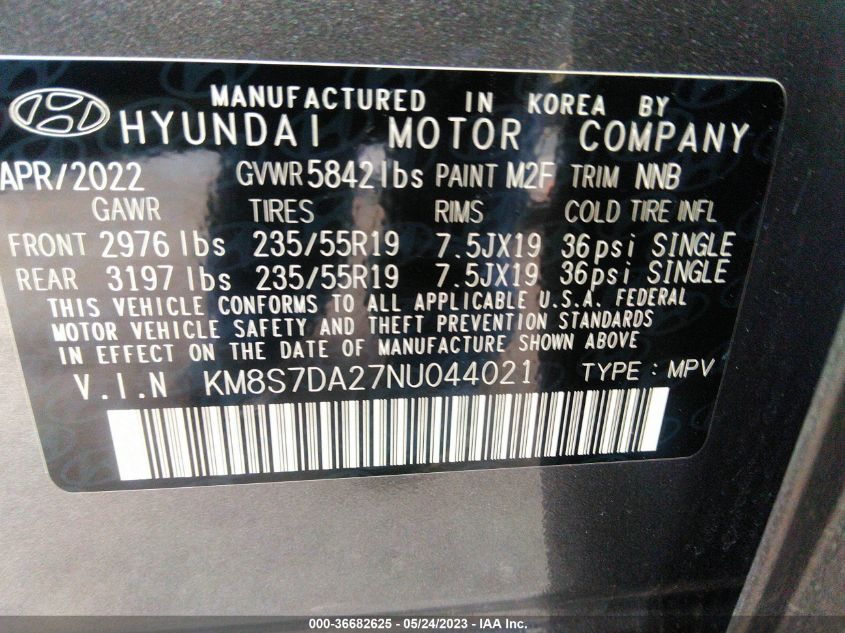 MANUFACTURED IN KOREA BY
HYUNDAI MOTOR COMPANY
APR/2022 GVWR 5842 lbs PAINT M2F TRIM NNB
GAWR TIRES RIMS COLD TIRE INFL
FRONT 2976 lbs 235/55R19 7.5JX19 36psi SINGLE
REAR 3197 lbs 235/55R19 7.5JX19 36psi SINGLE
THIS VEHICLE CONFORMS TO ALL APPLICABLE U.S.A. FEDERAL
MOTOR VEHICLE SAFETY AND THEFT PREVENTION STANDARDS
IN EFFECT ON THE DATE OF MANUFACTURE SHOWN ABOVE
V.I.N KM8S7DA27NU044021 TYPE : MPV
000-36682625 - 05/24/2023 - IAA Inc.